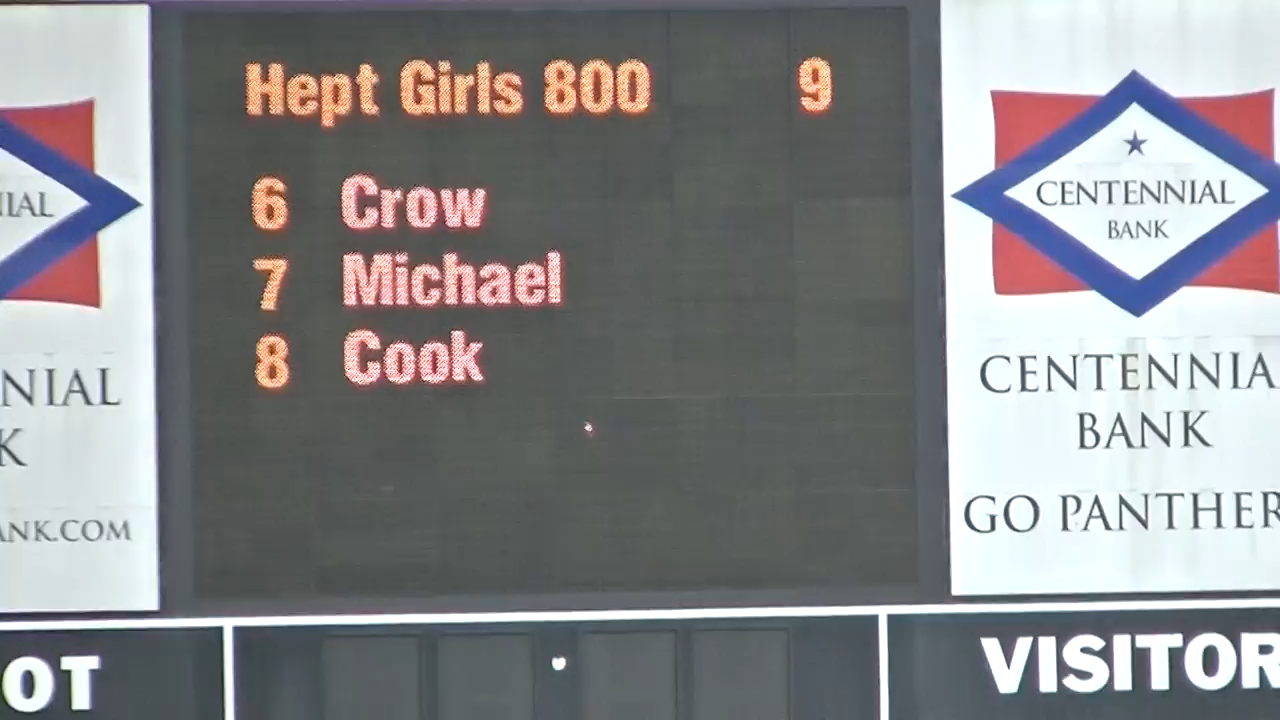 Hept Girls 800 9
6 Crow
7 Michael
8 Cook
IAL
NIAL
K
ANK.COM
CENTENNIAL
BANK
CENTENNIA
BANK
GO PANTHER
OT
VISITOR